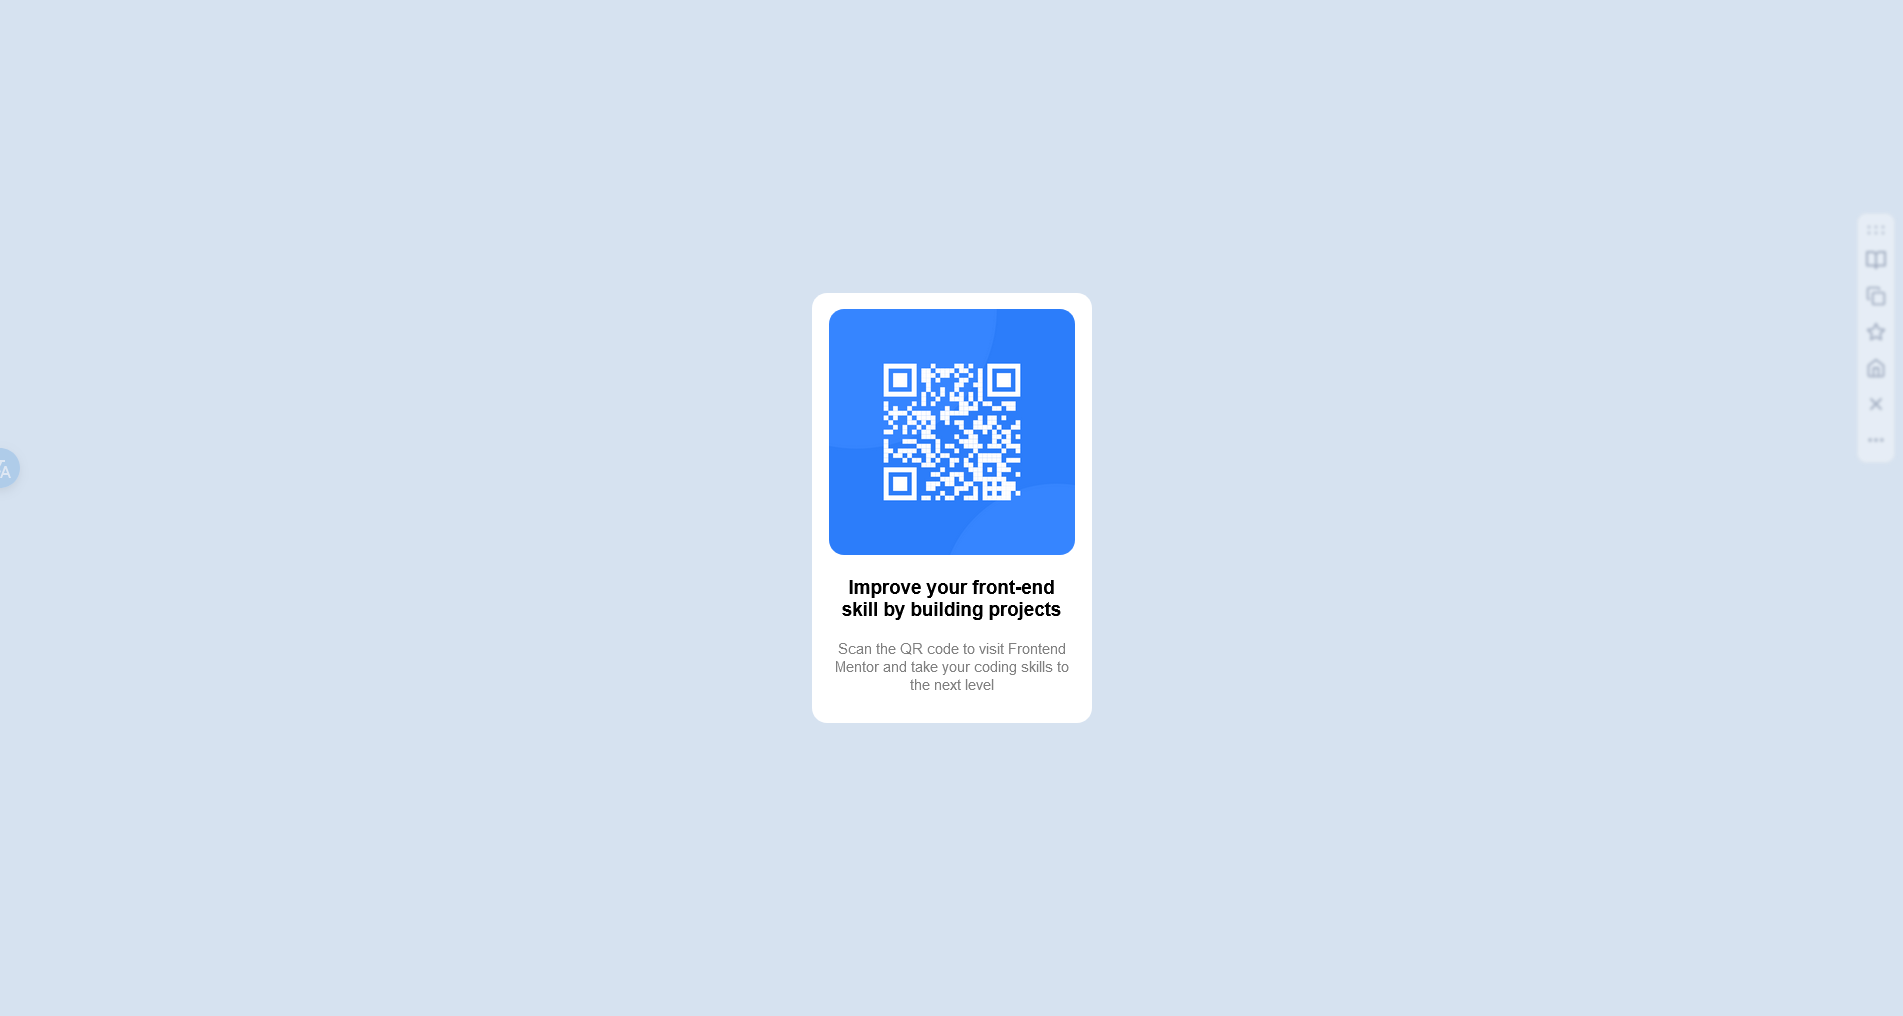 Improve your front-end
skill by building projects
Scan the QR code to visit Frontend
Mentor and take your coding skills to
the next level